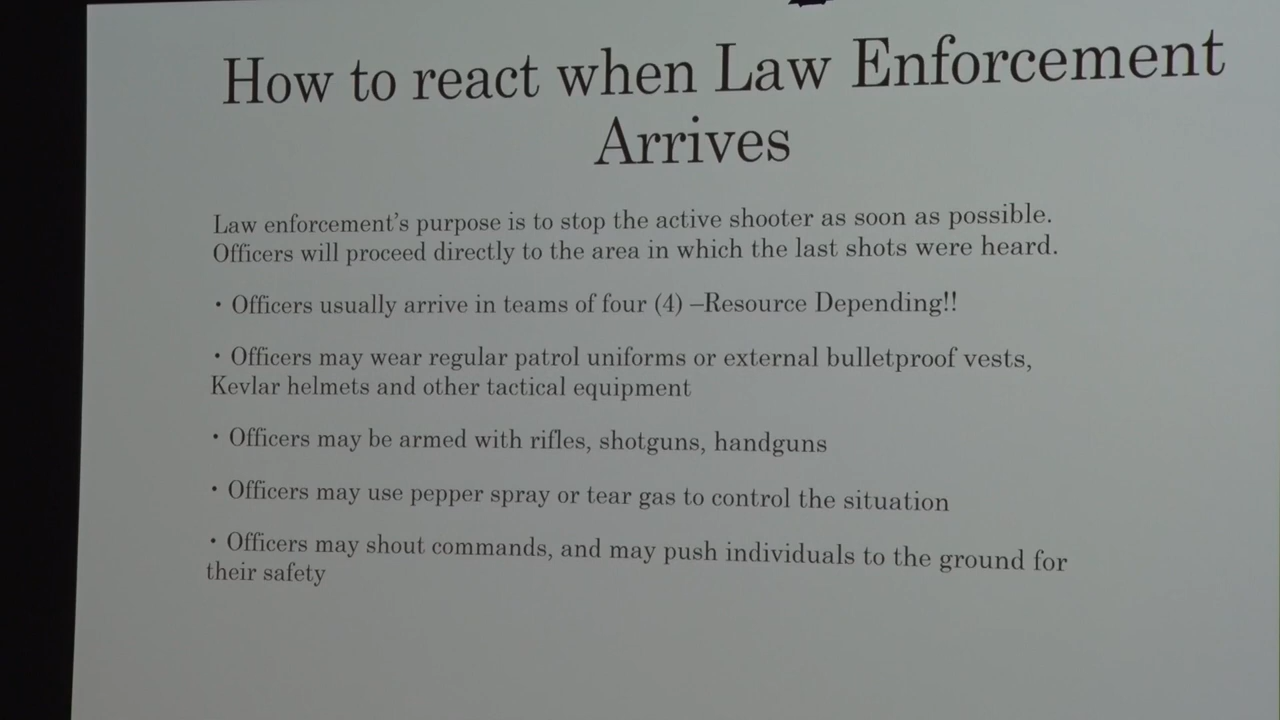 How to react when Law Enforcement
Arrives
Law enforcement’s purpose is to stop the active shooter as soon as possible.
Officers will proceed directly to the area in which the last shots were heard.
• Officers usually arrive in teams of four (4) –Resource Depending!!
• Officers may wear regular patrol uniforms or external bulletproof vests,
Kevlar helmets and other tactical equipment
• Officers may be armed with rifles, shotguns, handguns
• Officers may use pepper spray or tear gas to control the situation
• Officers may shout commands, and may push individuals to the ground for
their safety